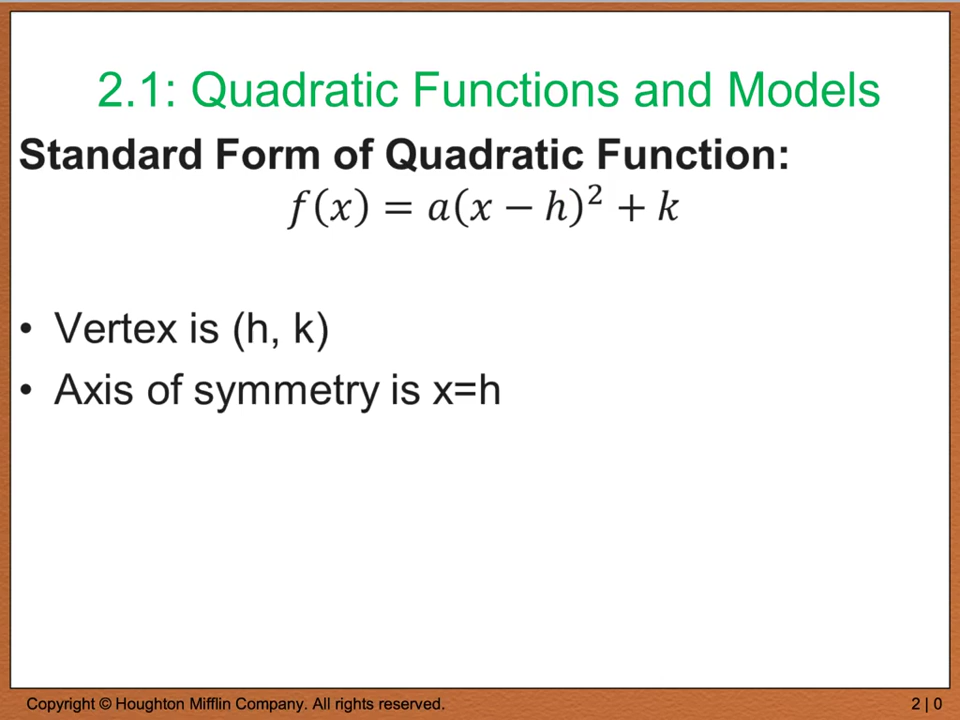 2.1: Quadratic Functions and Models
Standard Form of Quadratic Function:
f(x) = a(x − h)² + k
• Vertex is (h, k)
• Axis of symmetry is x=h
Copyright © Houghton Mifflin Company. All rights reserved.
2 | 0